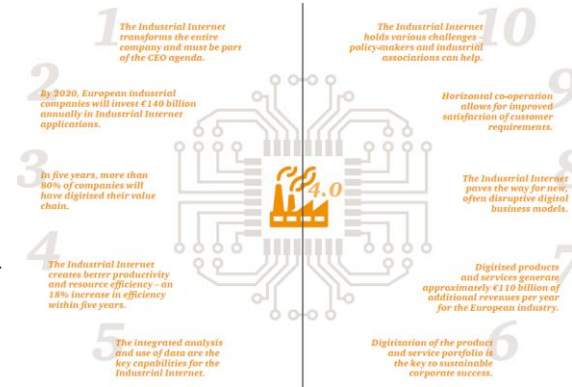 1
The Industrial Internet
transforms the entire
company and must be part
of the CEO agenda.
2
By 2020, European industrial
companies will invest €140 billion
annually in Industrial Internet
applications.
3
In five years, more than
80% of companies will
have digitized their value
chain.
4
The Industrial Internet
creates better productivity
and resource efficiency – an
18% increase in efficiency
within five years.
5
The integrated analysis
and use of data are the
key capabilities for the
Industrial Internet.
4.0
10
The Industrial Internet
holds various challenges –
policy-makers and industrial
associations can help.
9
Horizontal co-operation
allows for improved
satisfaction of customer
requirements.
8
The Industrial Internet
paves the way for new,
often disruptive digital
business models.
7
Digitized products
and services generate
approximately €110 billion of
additional revenues per year
for the European industry.
6
Digitization of the product
and service portfolio is
the key to sustainable
corporate success.